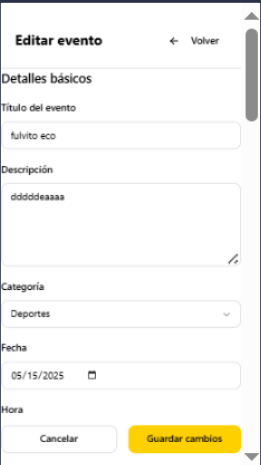 Editar evento
← Volver
Detalles básicos
Título del evento
fulvito eco
Descripción
dddddeaaaa
Categoría
Deportes
Fecha
05/15/2025
Hora
Cancelar
Guardar cambios